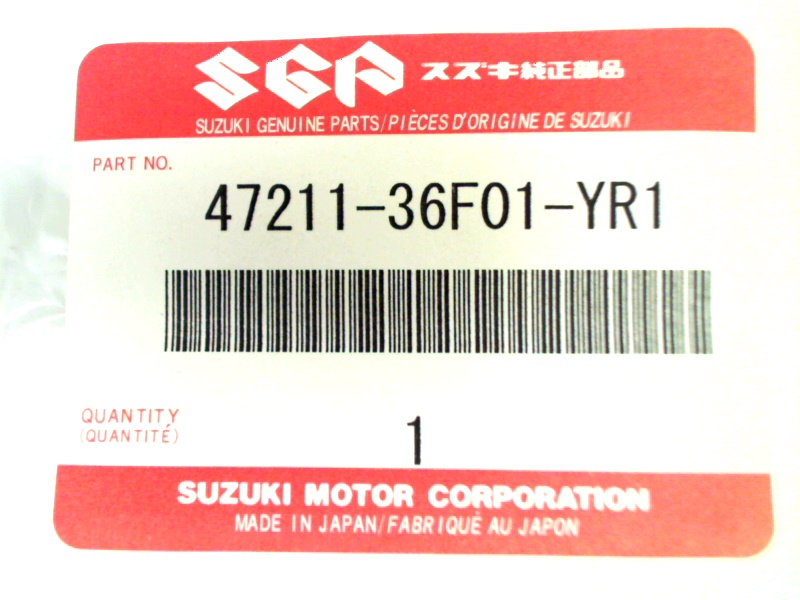 SGP スズキ純正部品
SUZUKI GENUINE PARTS/PIÈCES D'ORIGINE DE SUZUKI
PART NO.
47211-36F01-YR1
QUANTITY
(QUANTITÉ)
1
SUZUKI MOTOR CORPORATION
MADE IN JAPAN/FABRIQUÉ AU JAPON